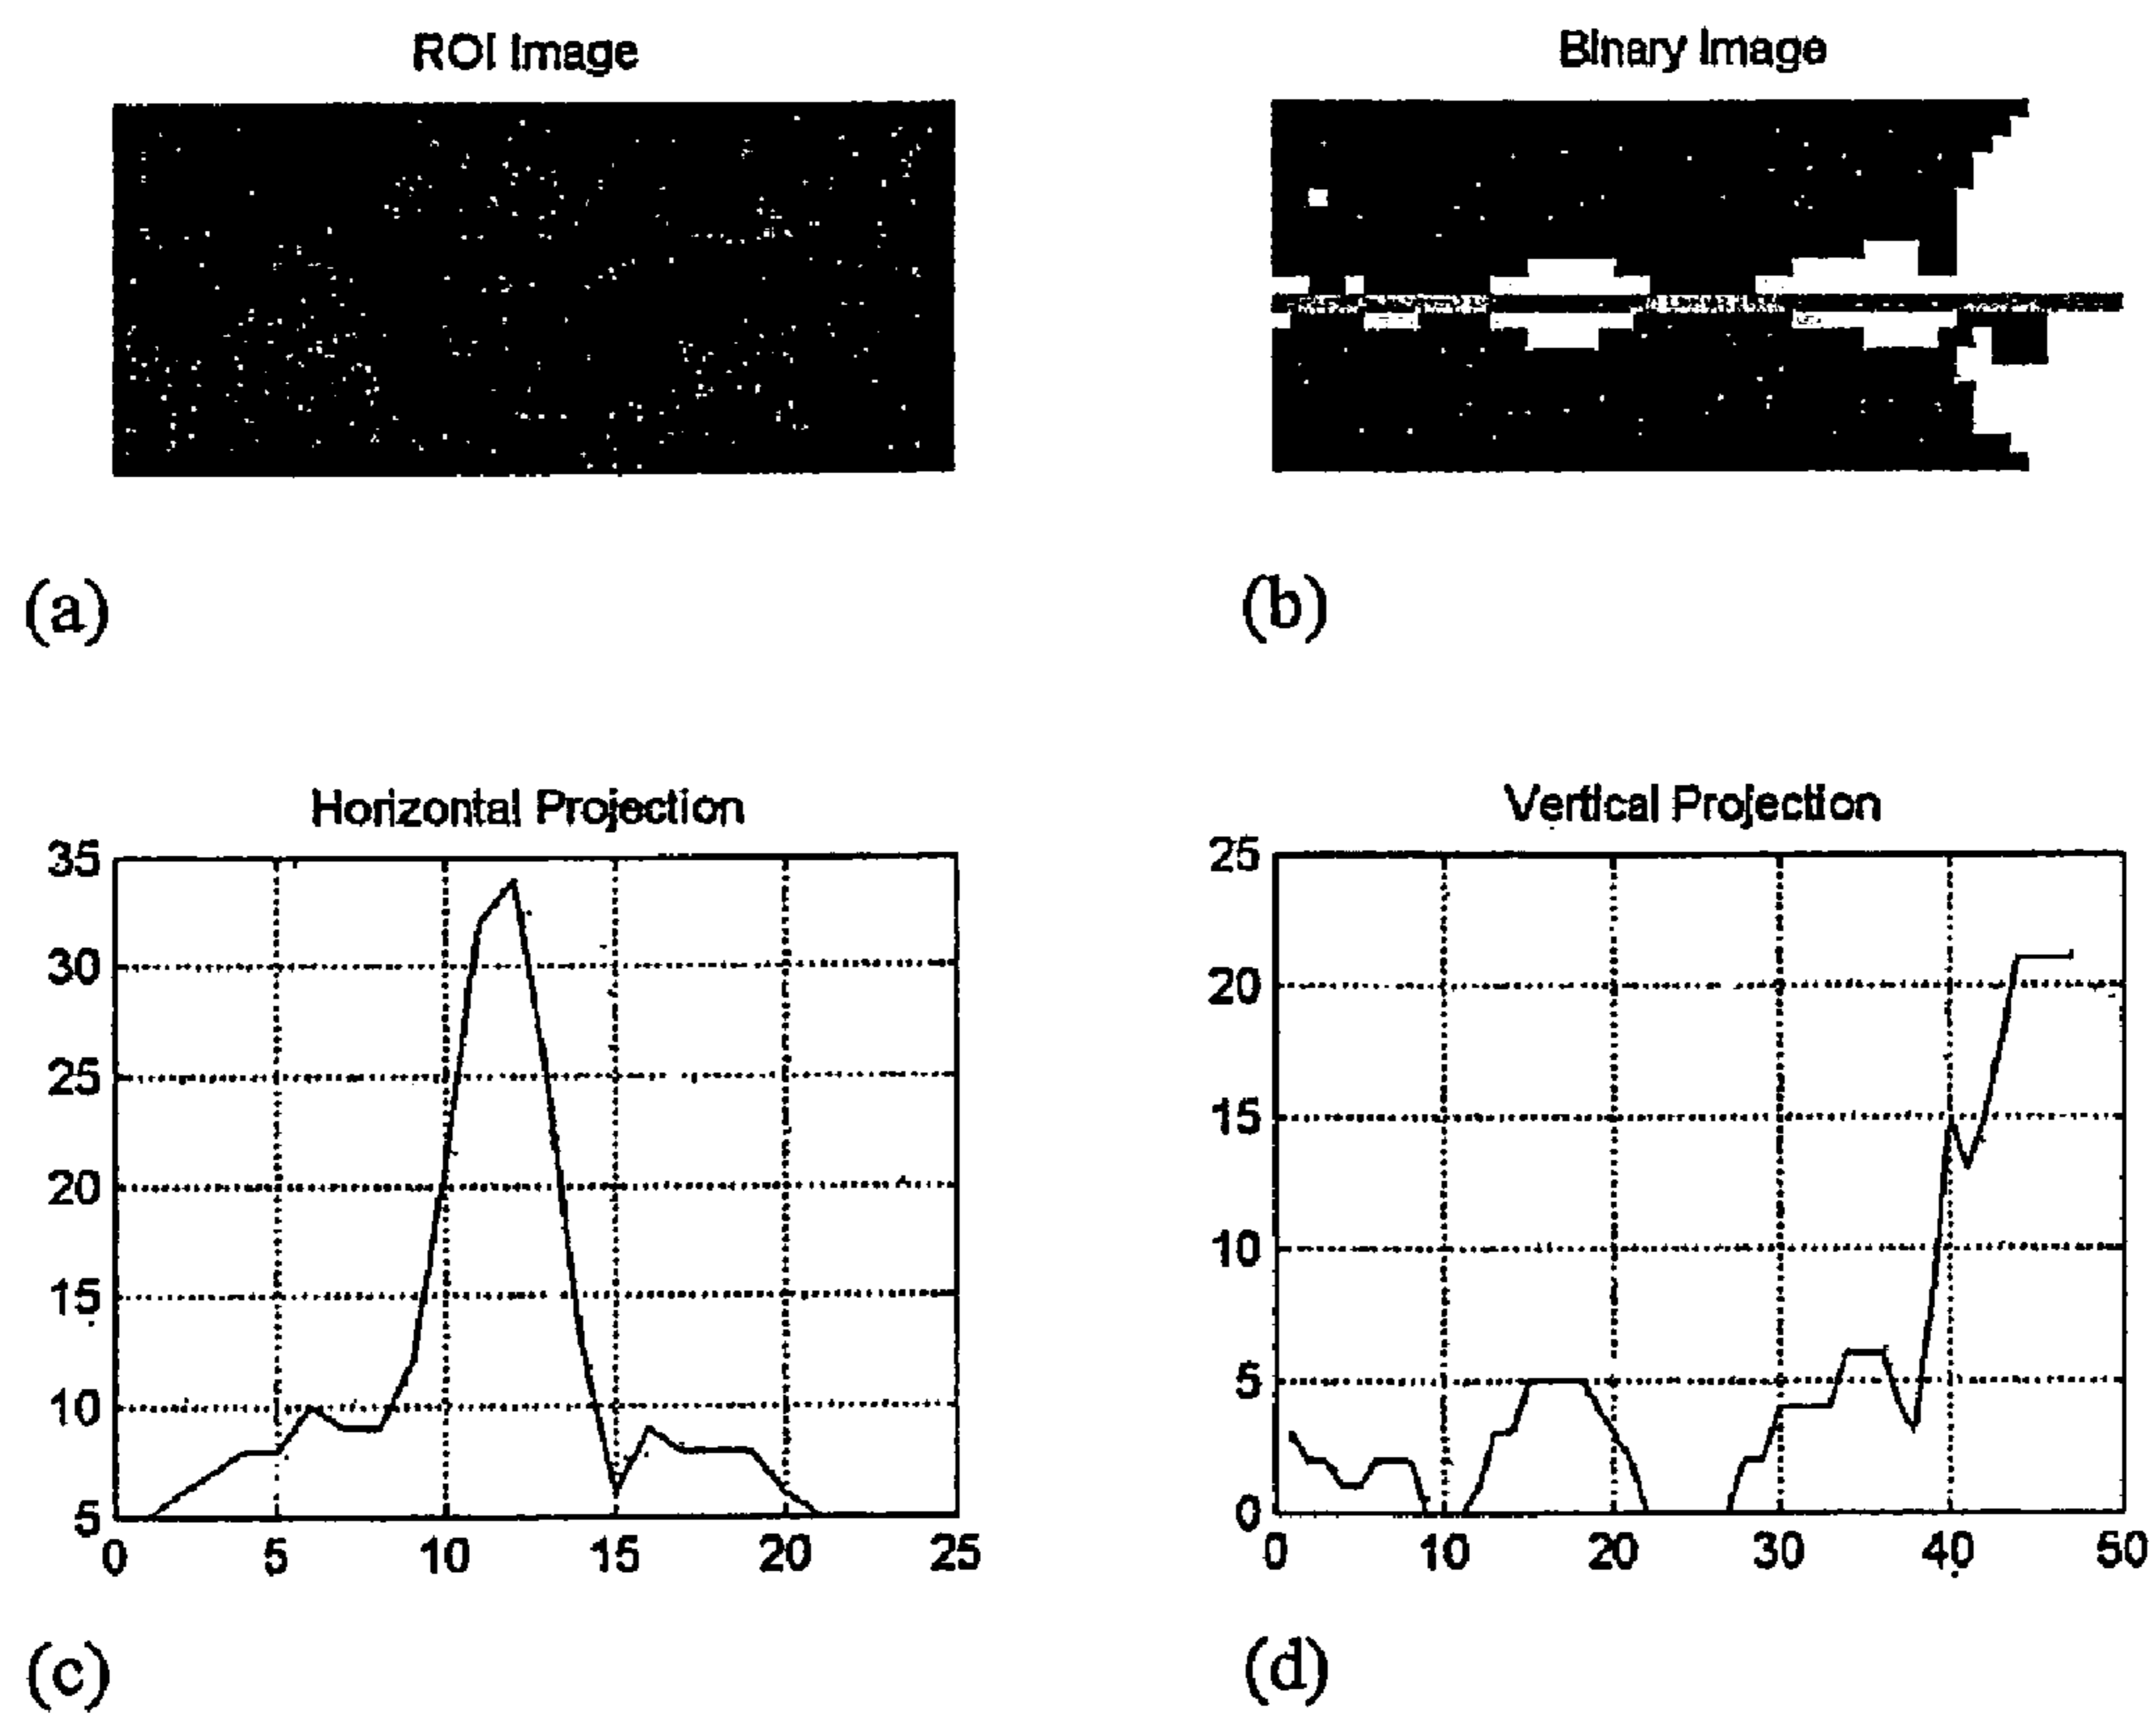 ROI Image
Binary Image
(a)
(b)
Horizontal Projection
Vertical Projection
35
30
25
20
15
10
5
0 5 10 15 20 25
25
20
15
10
5
0
0 10 20 30 40 50
(c)
(d)